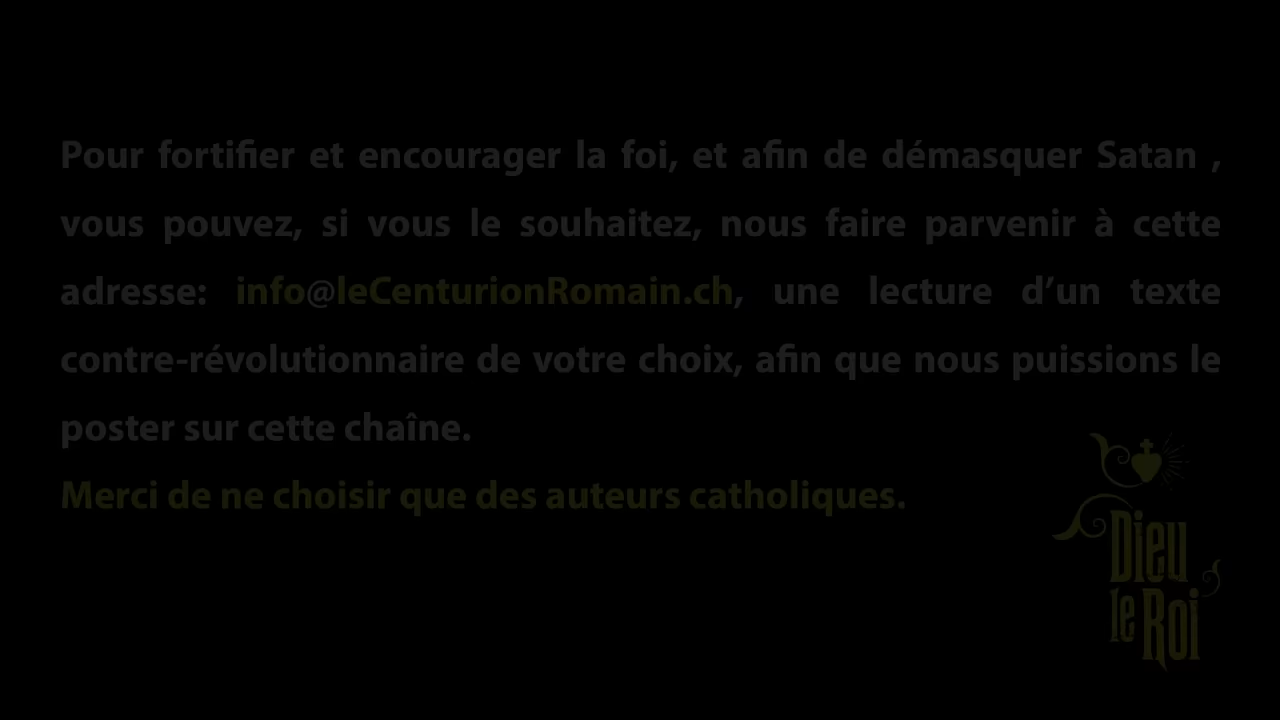 Pour fortifier et encourager la foi, et afin de démasquer Satan ,
vous pouvez, si vous le souhaitez, nous faire parvenir à cette
adresse: info@leCenturionRomain.ch, une lecture d’un texte
contre-révolutionnaire de votre choix, afin que nous puissions le
poster sur cette chaîne.
Merci de ne choisir que des auteurs catholiques.
Dieu
le Roi